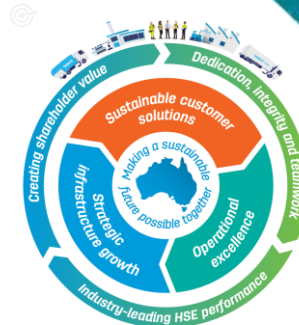 Creating shareholder value
Dedication, integrity and teamwork
Sustainable customer
solutions
Making a sustainable
future possible together
Strategic
infrastructure growth
Operational
excellence
Industry-leading HSE performance